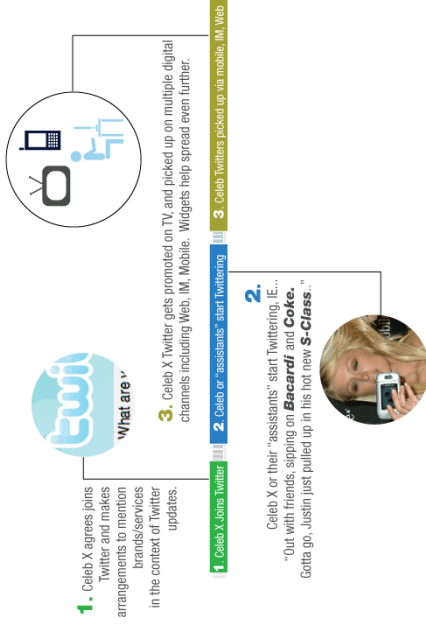 1. Celeb X agrees joins
Twitter and makes
arrangements to mention
brands/services
in the context of Twitter
updates.
twi
What are
3. Celeb X Twitter gets promoted on TV, and picked up on multiple digital
channels including Web, IM, Mobile. Widgets help spread even further.
1. Celeb X Joins Twitter
2. Celeb or "assistants" start Twittering
3. Celeb Twitters picked up via mobile, IM, Web
2.
Celeb X or their "assistants" start Twittering, IE...
"Out with friends, sipping on Bacardi and Coke.
Gotta go, Justin just pulled up in his hot new S-Class.."